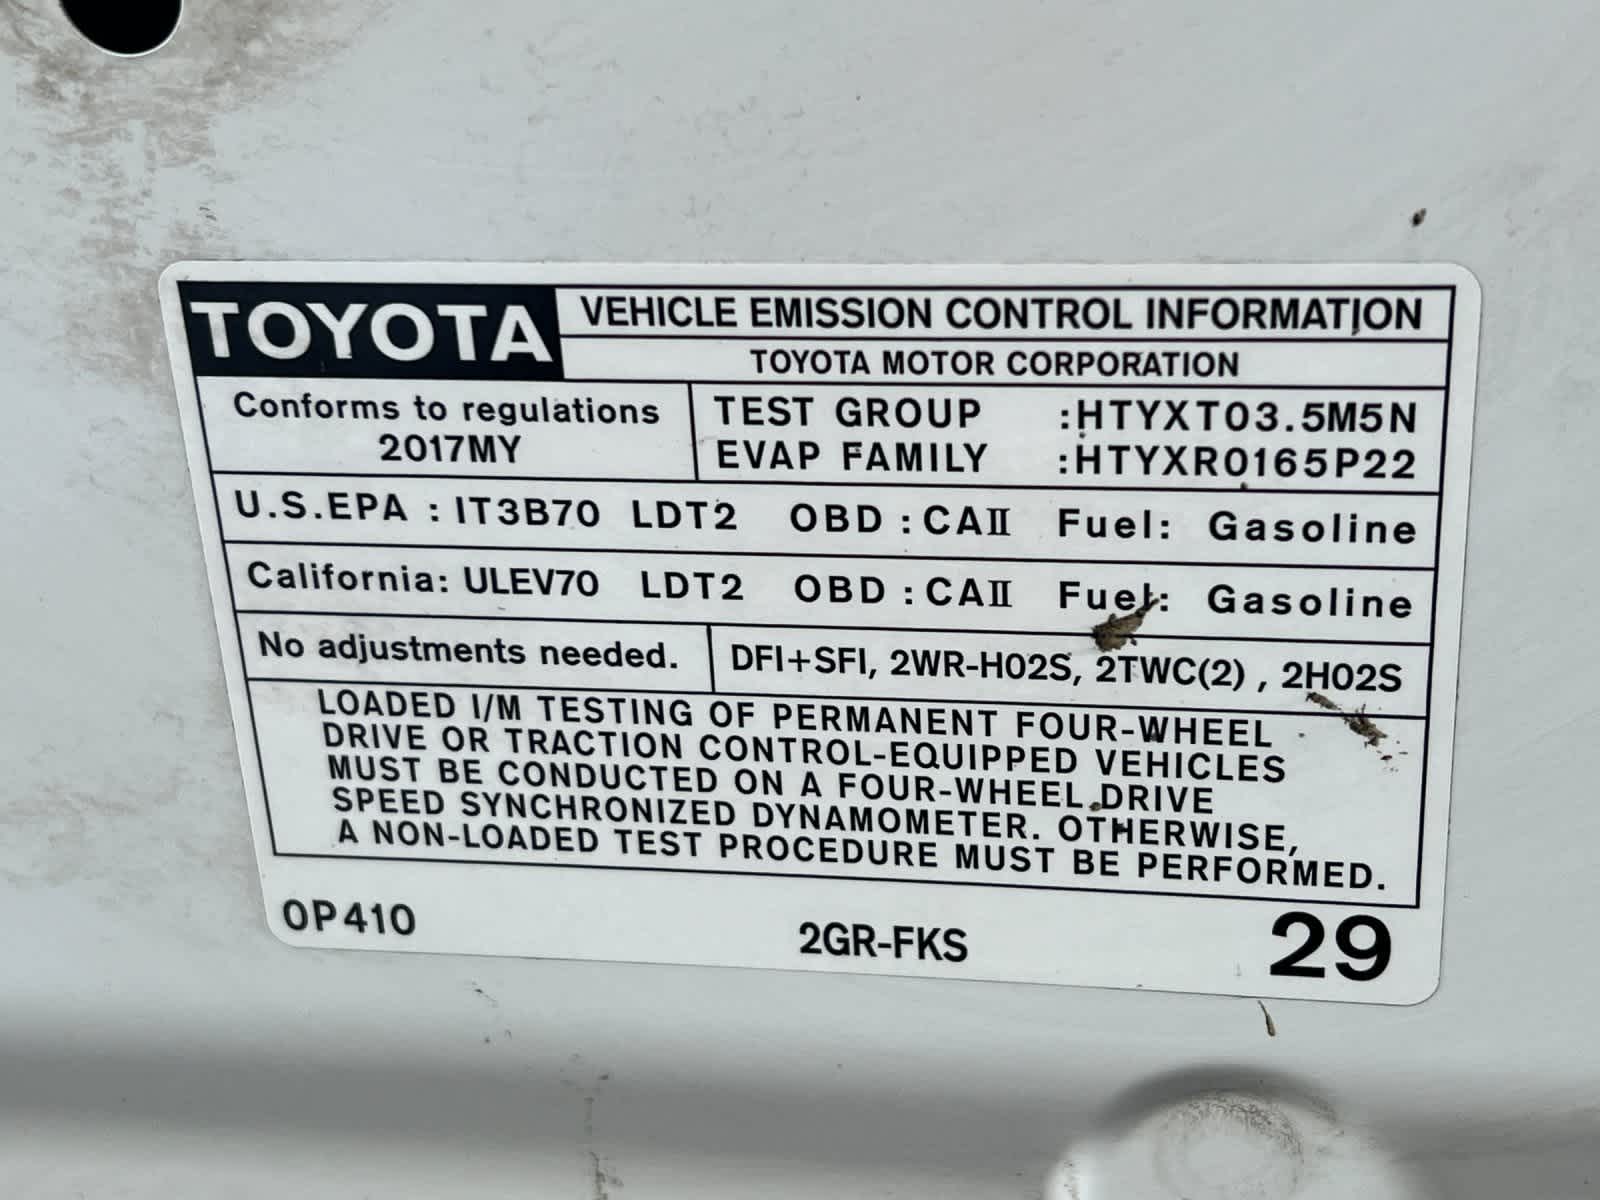 TOYOTA
VEHICLE EMISSION CONTROL INFORMATION
TOYOTA MOTOR CORPORATION
Conforms to regulations
2017MY
TEST GROUP :HTYXT03.5M5N
EVAP FAMILY :HTYXR0165P22
U.S.EPA : IT3B70 LDT2 OBD : CAII Fuel: Gasoline
California: ULEV70 LDT2 OBD : CAII Fuel: Gasoline
No adjustments needed.
DFI+SFI, 2WR-HO2S, 2TWC(2) , 2HO2S
LOADED I/M TESTING OF PERMANENT FOUR-WHEEL
DRIVE OR TRACTION CONTROL-EQUIPPED VEHICLES
MUST BE CONDUCTED ON A FOUR-WHEEL DRIVE
SPEED SYNCHRONIZED DYNAMOMETER. OTHERWISE,
A NON-LOADED TEST PROCEDURE MUST BE PERFORMED.
0P410 2GR-FKS 29